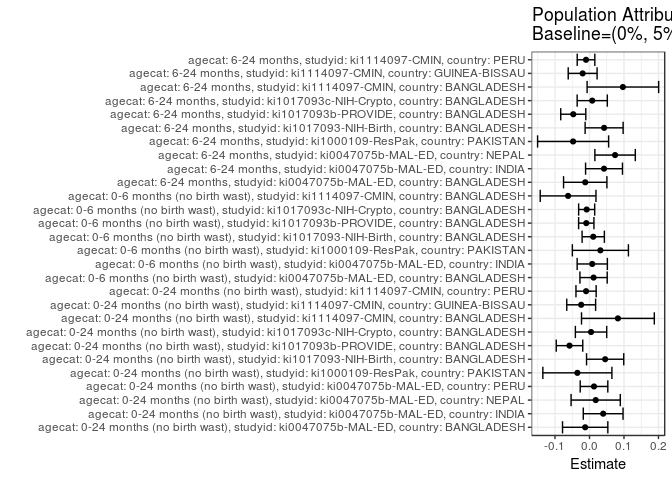 Population Attribu
Baseline=(0%, 5%
agecat: 6-24 months, studyid: ki1114097-CMIN, country: PERU
agecat: 6-24 months, studyid: ki1114097-CMIN, country: GUINEA-BISSAU
agecat: 6-24 months, studyid: ki1114097-CMIN, country: BANGLADESH
agecat: 6-24 months, studyid: ki1017093c-NIH-Crypto, country: BANGLADESH
agecat: 6-24 months, studyid: ki1017093b-PROVIDE, country: BANGLADESH
agecat: 6-24 months, studyid: ki1017093-NIH-Birth, country: BANGLADESH
agecat: 6-24 months, studyid: ki1000109-ResPak, country: PAKISTAN
agecat: 6-24 months, studyid: ki0047075b-MAL-ED, country: NEPAL
agecat: 6-24 months, studyid: ki0047075b-MAL-ED, country: INDIA
agecat: 6-24 months, studyid: ki0047075b-MAL-ED, country: BANGLADESH
agecat: 0-6 months (no birth wast), studyid: ki1114097-CMIN, country: BANGLADESH
agecat: 0-6 months (no birth wast), studyid: ki1017093c-NIH-Crypto, country: BANGLADESH
agecat: 0-6 months (no birth wast), studyid: ki1017093b-PROVIDE, country: BANGLADESH
agecat: 0-6 months (no birth wast), studyid: ki1017093-NIH-Birth, country: BANGLADESH
agecat: 0-6 months (no birth wast), studyid: ki1000109-ResPak, country: PAKISTAN
agecat: 0-6 months (no birth wast), studyid: ki0047075b-MAL-ED, country: INDIA
agecat: 0-6 months (no birth wast), studyid: ki0047075b-MAL-ED, country: BANGLADESH
agecat: 0-24 months (no birth wast), studyid: ki1114097-CMIN, country: PERU
agecat: 0-24 months (no birth wast), studyid: ki1114097-CMIN, country: GUINEA-BISSAU
agecat: 0-24 months (no birth wast), studyid: ki1114097-CMIN, country: BANGLADESH
agecat: 0-24 months (no birth wast), studyid: ki1017093c-NIH-Crypto, country: BANGLADESH
agecat: 0-24 months (no birth wast), studyid: ki1017093b-PROVIDE, country: BANGLADESH
agecat: 0-24 months (no birth wast), studyid: ki1017093-NIH-Birth, country: BANGLADESH
agecat: 0-24 months (no birth wast), studyid: ki1000109-ResPak, country: PAKISTAN
agecat: 0-24 months (no birth wast), studyid: ki0047075b-MAL-ED, country: PERU
agecat: 0-24 months (no birth wast), studyid: ki0047075b-MAL-ED, country: NEPAL
agecat: 0-24 months (no birth wast), studyid: ki0047075b-MAL-ED, country: INDIA
agecat: 0-24 months (no birth wast), studyid: ki0047075b-MAL-ED, country: BANGLADESH
-0.1 0.0 0.1 0.2
Estimate